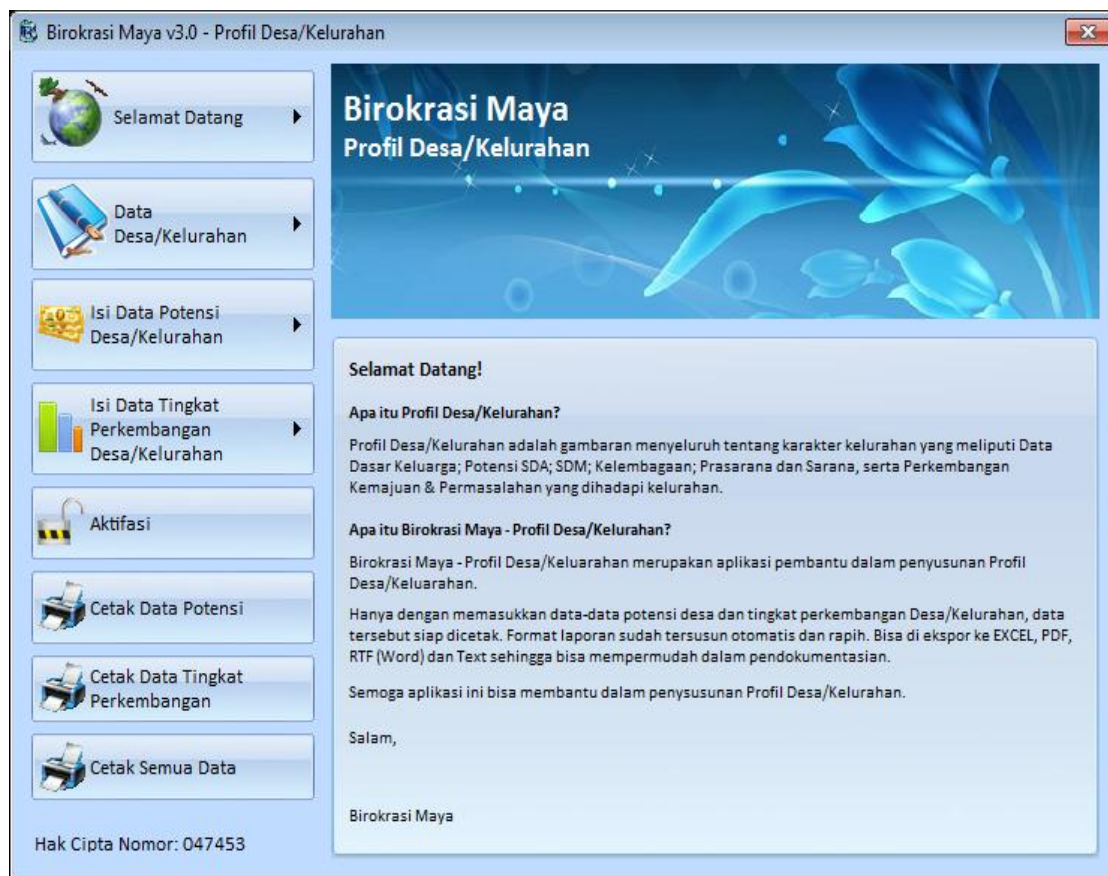 Birokrasi Maya v3.0 - Profil Desa/Kelurahan
Selamat Datang
Data
Desa/Kelurahan
Isi Data Potensi
Desa/Kelurahan
Isi Data Tingkat
Perkembangan
Desa/Kelurahan
Aktifasi
Cetak Data Potensi
Cetak Data Tingkat
Perkembangan
Cetak Semua Data
Hak Cipta Nomor: 047453
Birokrasi Maya
Profil Desa/Kelurahan
Selamat Datang!
Apa itu Profil Desa/Kelurahan?
Profil Desa/Kelurahan adalah gambaran menyeluruh tentang karakter kelurahan yang meliputi Data
Dasar Keluarga; Potensi SDA; SDM; Kelembagaan; Prasarana dan Sarana, serta Perkembangan
Kemajuan & Permasalahan yang dihadapi kelurahan.
Apa itu Birokrasi Maya - Profil Desa/Kelurahan?
Birokrasi Maya - Profil Desa/Keluarahan merupakan aplikasi pembantu dalam penyusunan Profil
Desa/Keluarahan.
Hanya dengan memasukkan data-data potensi desa dan tingkat perkembangan Desa/Kelurahan, data
tersebut siap dicetak. Format laporan sudah tersusun otomatis dan rapih. Bisa di ekspor ke EXCEL, PDF,
RTF (Word) dan Text sehingga bisa mempermudah dalam pendokumentasian.
Semoga aplikasi ini bisa membantu dalam penysusunan Profil Desa/Kelurahan.
Salam,
Birokrasi Maya